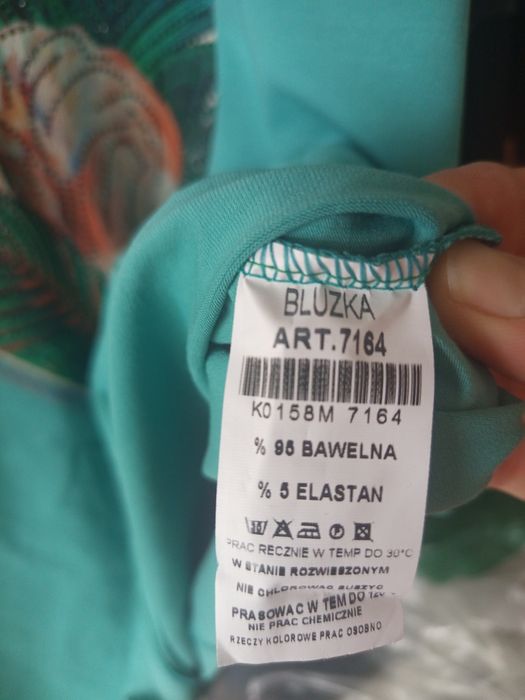 BLUZKA
ART.7164
K0158M 7164
% 95 BAWELNA
% 5 ELASTAN
PRAC RECZNIE W TEMP DO 30°C
W STANIE ROZWIESZONYM
NIE CHLOROWAC SUSZYC
PRASOWAC W TEM DO
NIE PRAC CHEMICZNIE
RZECZY KOLOROWE PRAC OSOBNO